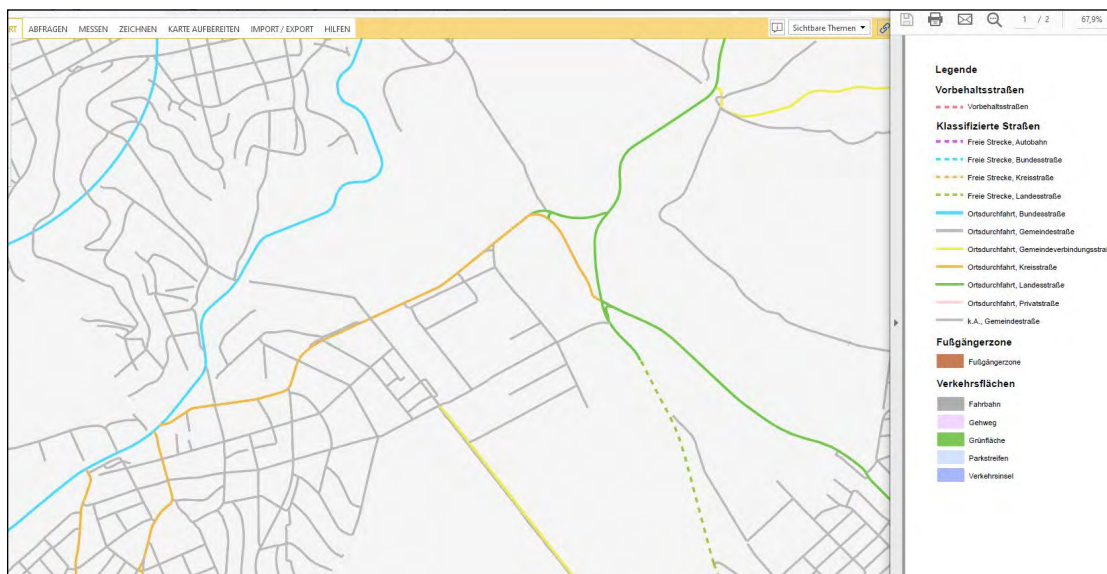 RT ABFRAGEN MESSEN ZEICHNEN KARTE AUFBEREITEN IMPORT / EXPORT HILFEN
Sichtbare Themen
1 / 2 67,9%
Legende
Vorbehaltsstraßen
Vorbehaltsstraßen
Klassifizierte Straßen
Freie Strecke, Autobahn
Freie Strecke, Bundesstraße
Freie Strecke, Kreisstraße
Freie Strecke, Landesstraße
Ortsdurchfahrt, Bundesstraße
Ortsdurchfahrt, Gemeindestraße
Ortsdurchfahrt, Gemeindeverbindungsstraß
Ortsdurchfahrt, Kreisstraße
Ortsdurchfahrt, Landesstraße
Ortsdurchfahrt, Privatstraße
k.A., Gemeindestraße
Fußgängerzone
Fußgängerzone
Verkehrsflächen
Fahrbahn
Gehweg
Grünfläche
Parkstreifen
Verkehrsinsel